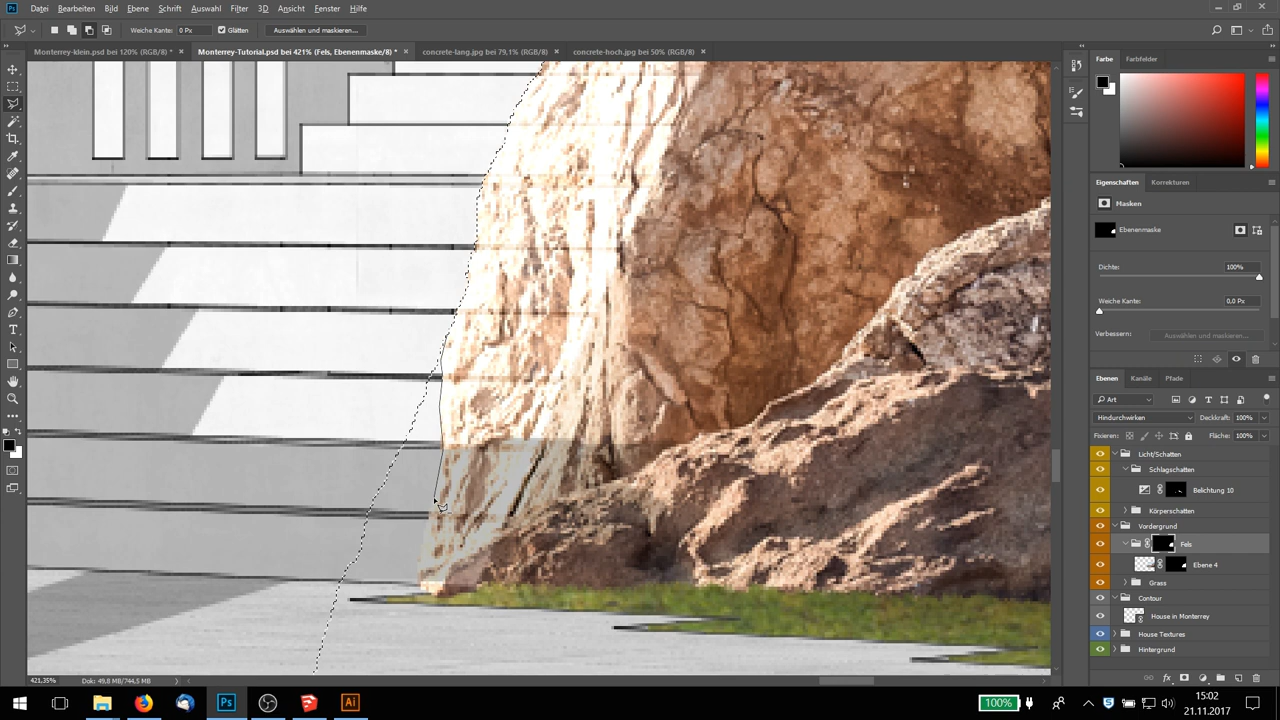 Datei Bearbeiten Bild Ebene Schrift Auswahl Filter 3D Ansicht Fenster Hilfe
Weiche Kante: 0 Px Glätten Auswählen und maskieren...
Monterrey-klein.psd bei 120% (RGB/8) * Monterrey-Tutorial.psd bei 421% (Fels, Ebenenmaske/8) * concrete-lang.jpg bei 79,1% (RGB/8) concrete-hoch.jpg bei 50% (RGB/8)
Farbe Farbfelder
Eigenschaften Korrekturen
Masken
Ebenenmaske
Dichte: 100%
Weiche Kante: 0,0 Px
Verbessern: Auswählen und maskieren...
Ebenen Kanäle Pfade
Art
Hindurchwirken Deckkraft: 100%
Fixieren: Fläche: 100%
Licht/Schatten
Schlagschatten
Belichtung 10
Körperschatten
Vordergrund
Fels
Ebene 4
Grass
Contour
House in Monterrey
House Textures
Hintergrund
421,35% Dok: 49,8 MB/744,5 MB
100% 15:02
21.11.2017